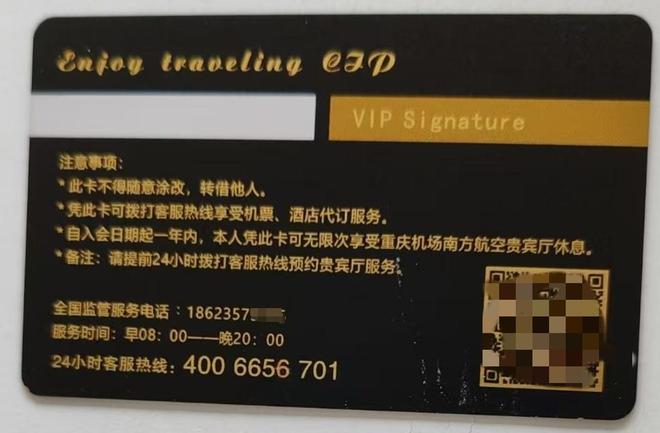 Enjoy traveling CIP
VIP Signature
注意事项:
*此卡不得随意涂改，转借他人。
*凭此卡可拨打客服热线享受机票、酒店代订服务。
*自入会日期起一年内，本人凭此卡可无限次享受重庆机场南方航空贵宾厅休息。
*备注：请提前24小时拨打客服热线预约贵宾厅服务。
全国监管服务电话：1862357
服务时间：早08：00——晚20：00
24小时客服热线：400 6656 701